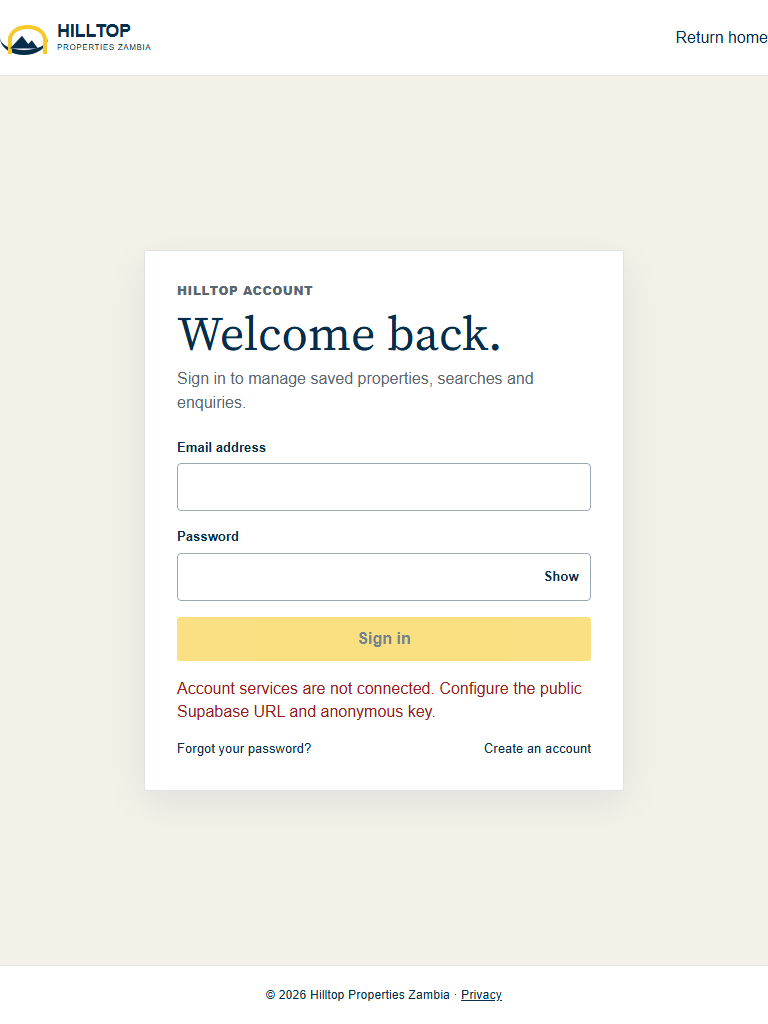 HILLTOP
PROPERTIES ZAMBIA
Return home
HILLTOP ACCOUNT
Welcome back.
Sign in to manage saved properties, searches and
enquiries.
Email address
Password
Show
Sign in
Account services are not connected. Configure the public
Supabase URL and anonymous key.
Forgot your password?
Create an account
© 2026 Hilltop Properties Zambia · Privacy